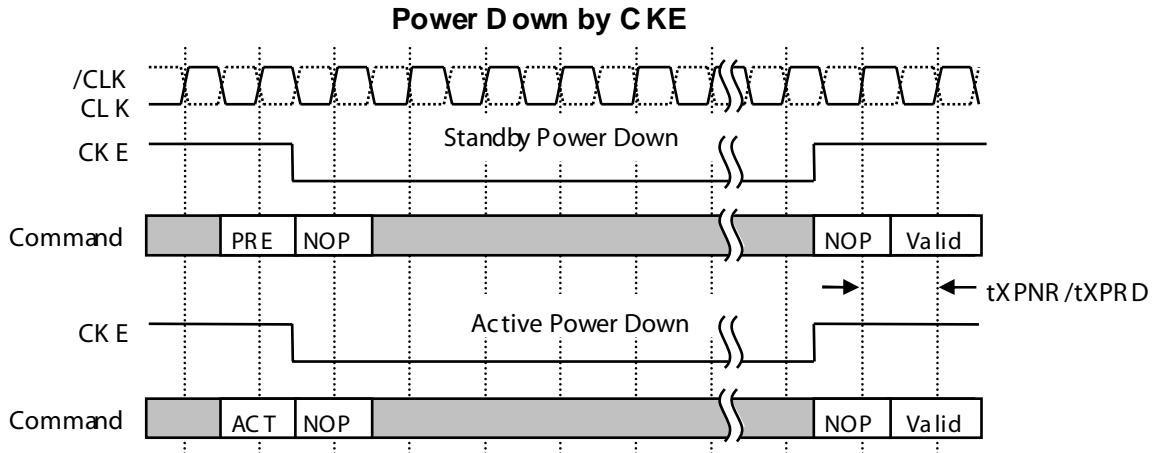 Power Down by CKE
/CLK
CLK
CKE
Standby Power Down
Command
PRE
NOP
NOP
Valid
tXPNR/tXPRD
CKE
Active Power Down
Command
ACT
NOP
NOP
Valid